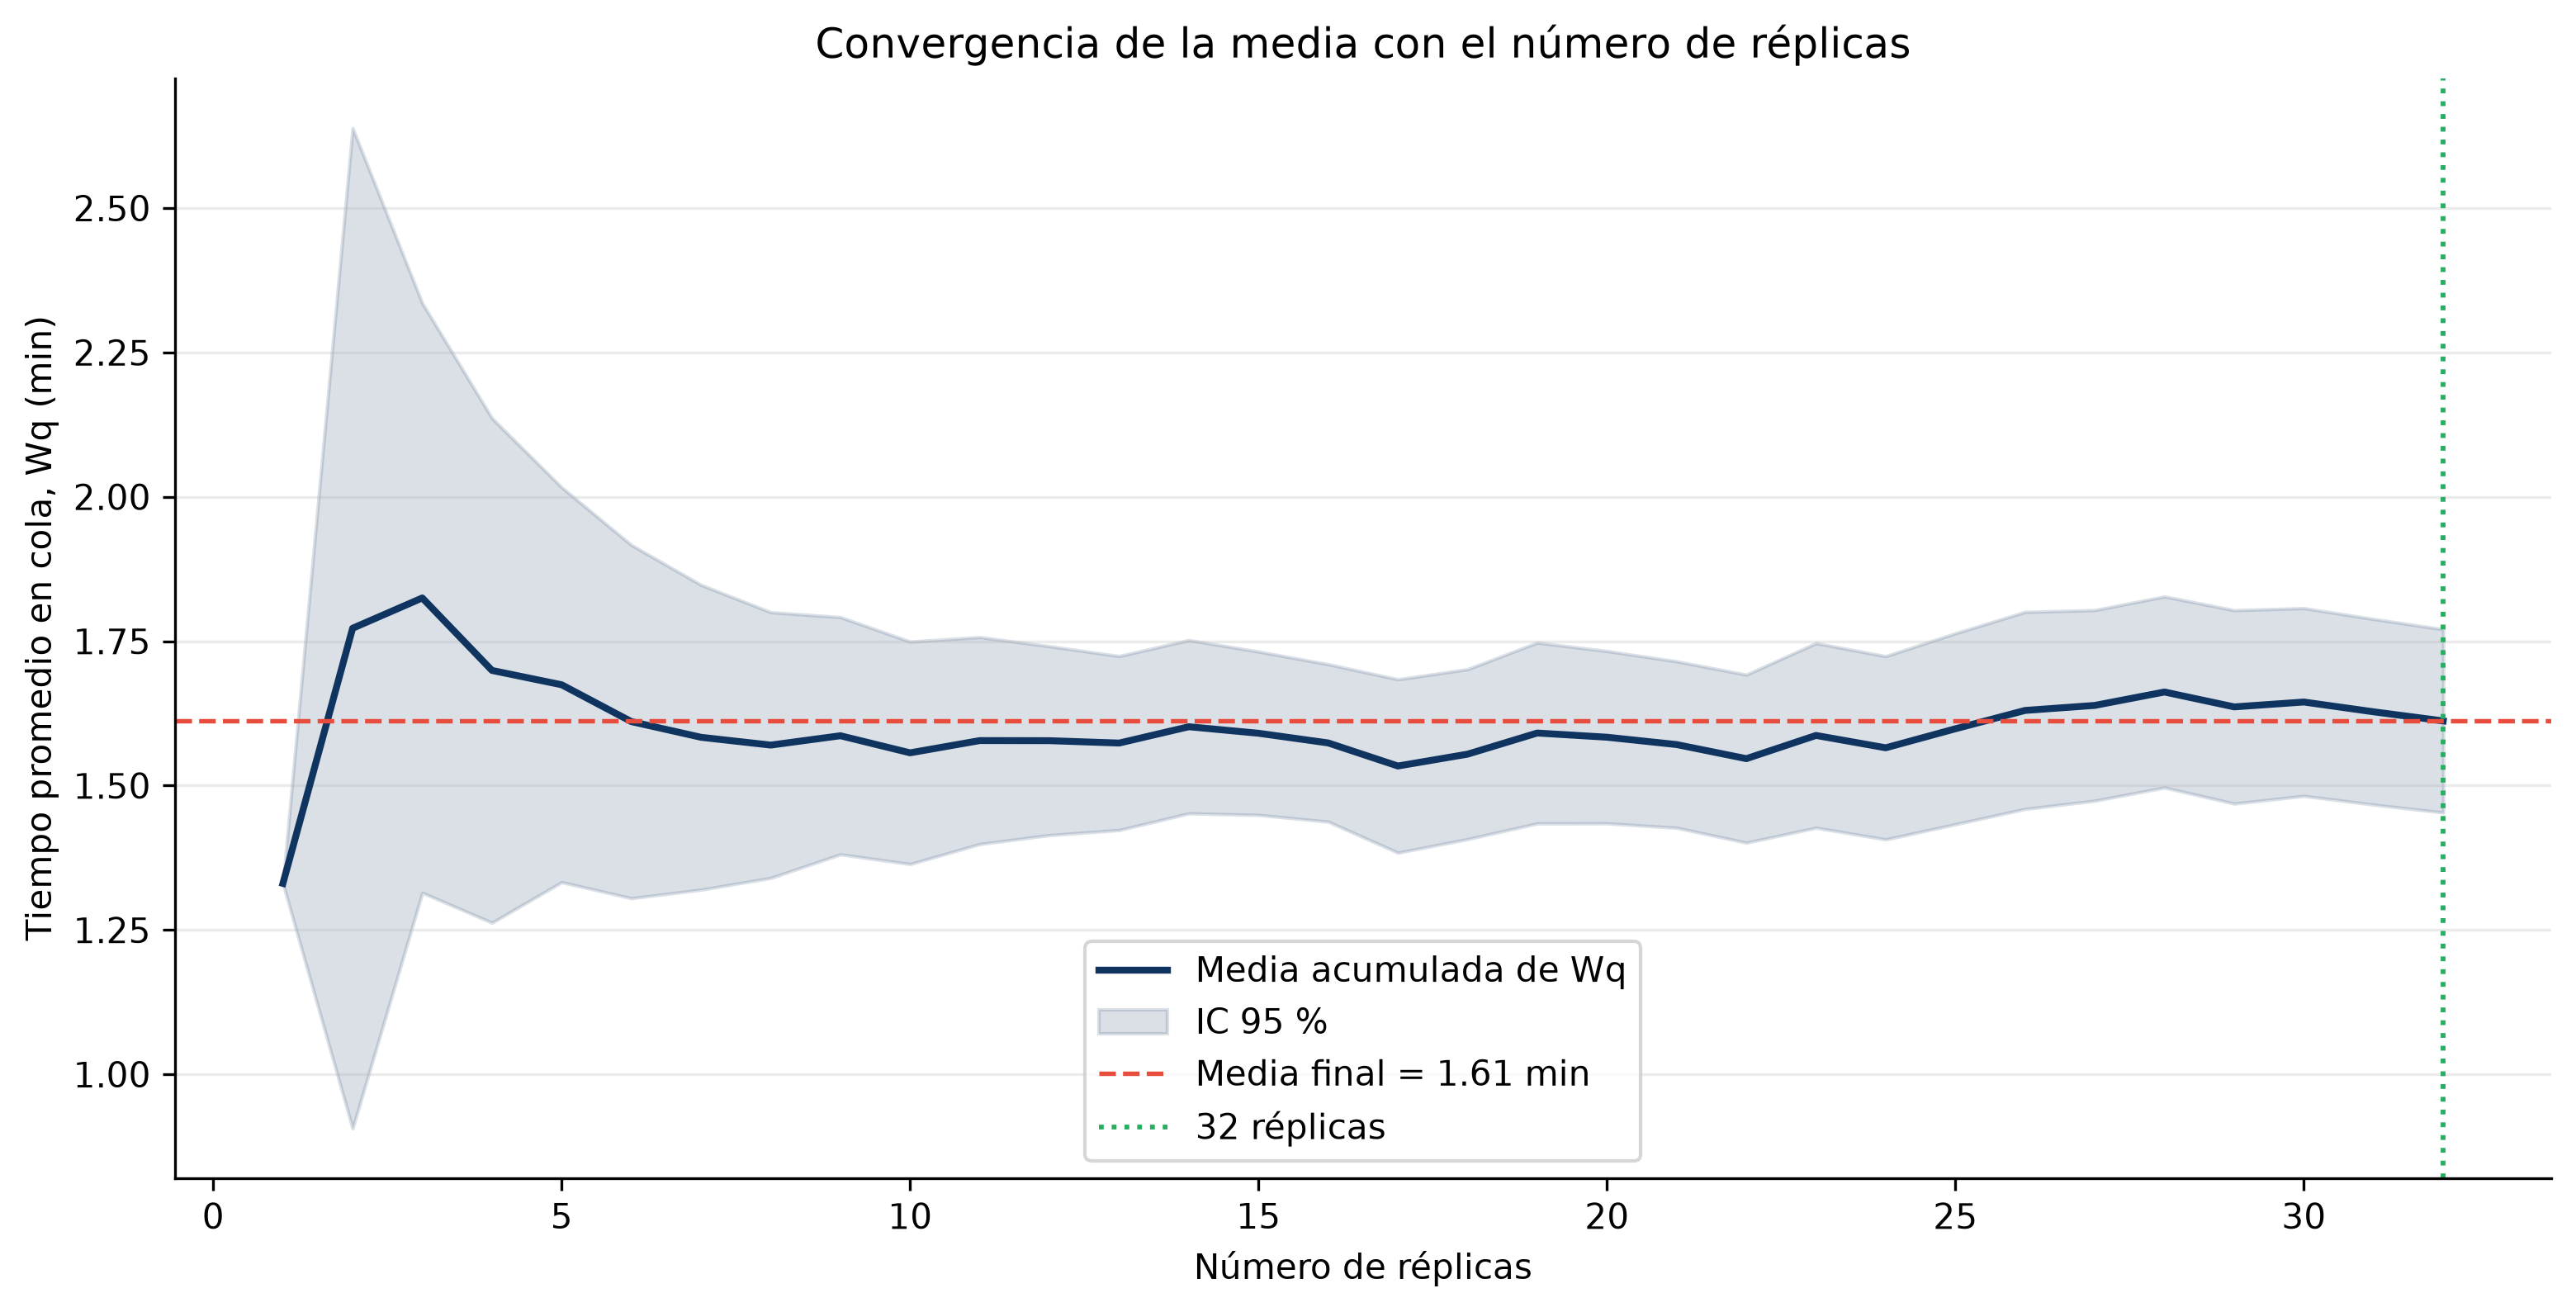 Convergencia de la media con el número de réplicas
Tiempo promedio en cola, Wq (min)
2.50
2.25
2.00
1.75
1.50
1.25
1.00
Media acumulada de Wq
IC 95 %
Media final = 1.61 min
32 réplicas
0 5 10 15 20 25 30
Número de réplicas